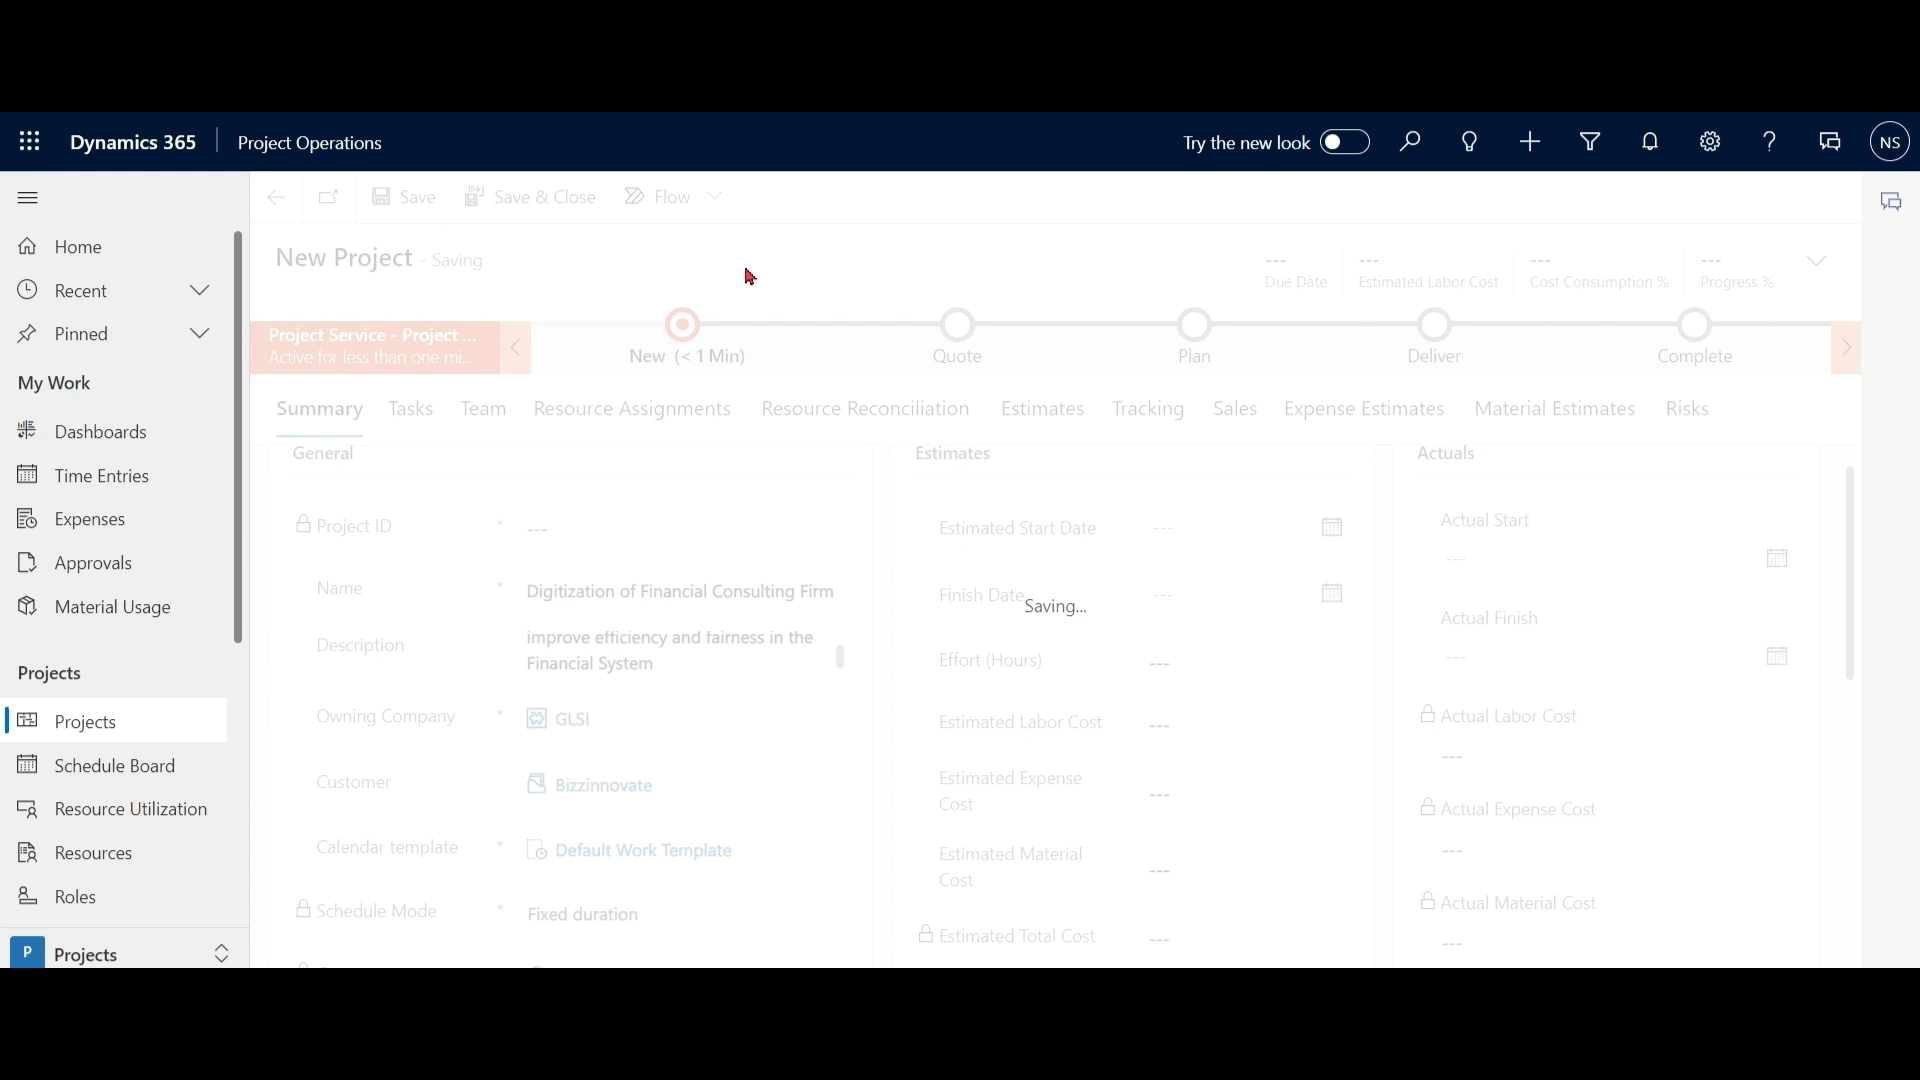 Dynamics 365 Project Operations Try the new look NS
Save Save & Close Flow
New Project - Saving
--- Due Date
--- Estimated Labor Cost
--- Cost Consumption %
--- Progress %
Project Service - Project ...
Active for less than one mi...
New (< 1 Min) Quote Plan Deliver Complete
Summary Tasks Team Resource Assignments Resource Reconciliation Estimates Tracking Sales Expense Estimates Material Estimates Risks
Home
Recent
Pinned
My Work
Dashboards
Time Entries
Expenses
Approvals
Material Usage
Projects
Projects
Schedule Board
Resource Utilization
Resources
Roles
P Projects
General
Project ID * ---
Name * Digitization of Financial Consulting Firm
Description improve efficiency and fairness in the
Financial System
Owning Company * GLSI
Customer Bizzinnovate
Calendar template * Default Work Template
Schedule Mode * Fixed duration
Estimates
Estimated Start Date ---
Finish Date ---
Saving...
Effort (Hours) ---
Estimated Labor Cost ---
Estimated Expense
Cost ---
Estimated Material
Cost ---
Estimated Total Cost ---
Actuals
Actual Start
---
Actual Finish
---
Actual Labor Cost
---
Actual Expense Cost
---
Actual Material Cost
---